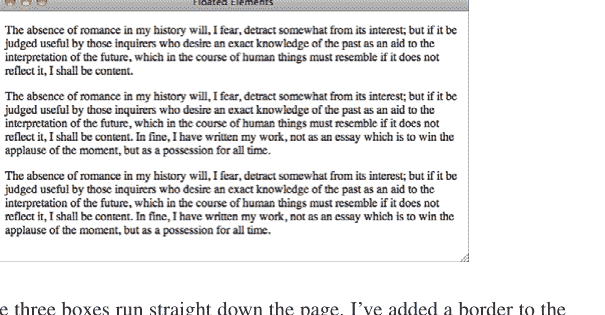 Floated Elements
The absence of romance in my history will, I fear, detract somewhat from its interest; but if it be
judged useful by those inquirers who desire an exact knowledge of the past as an aid to the
interpretation of the future, which in the course of human things must resemble if it does not
reflect it, I shall be content.
The absence of romance in my history will, I fear, detract somewhat from its interest; but if it be
judged useful by those inquirers who desire an exact knowledge of the past as an aid to the
interpretation of the future, which in the course of human things must resemble if it does not
reflect it, I shall be content. In fine, I have written my work, not as an essay which is to win the
applause of the moment, but as a possession for all time.
The absence of romance in my history will, I fear, detract somewhat from its interest; but if it be
judged useful by those inquirers who desire an exact knowledge of the past as an aid to the
interpretation of the future, which in the course of human things must resemble if it does not
reflect it, I shall be content. In fine, I have written my work, not as an essay which is to win the
applause of the moment, but as a possession for all time.
e three boxes run straight down the page. I've added a border to the